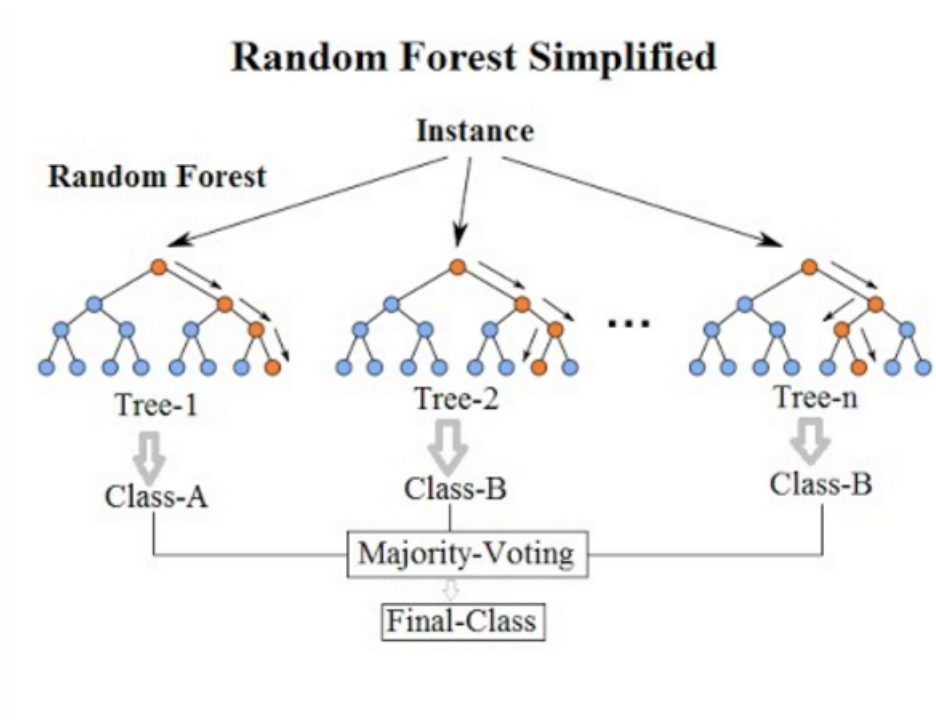 Random Forest Simplified
Instance
Random Forest
...
Tree-1
Tree-2
Tree-n
Class-A
Class-B
Class-B
Majority-Voting
Final-Class